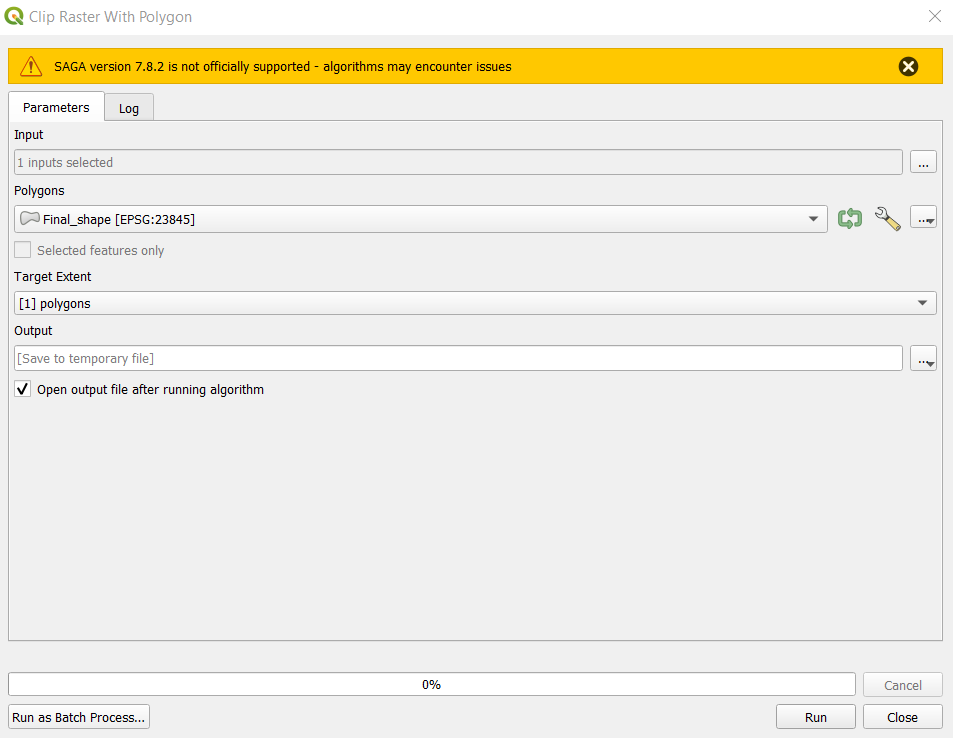 Clip Raster With Polygon
SAGA version 7.8.2 is not officially supported - algorithms may encounter issues
Parameters
Log
Input
1 inputs selected
...
Polygons
Final_shape [EPSG:23845]
...
Selected features only
Target Extent
[1] polygons
Output
[Save to temporary file]
...
Open output file after running algorithm
0%
Cancel
Run as Batch Process...
Run
Close